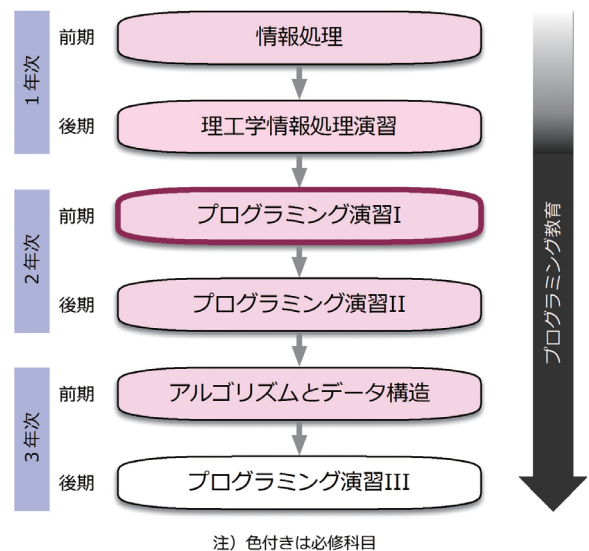 1年次
前期
情報処理
後期
理工学情報処理演習
2年次
前期
プログラミング演習I
後期
プログラミング演習II
3年次
前期
アルゴリズムとデータ構造
後期
プログラミング演習III
プログラミング教育
注）色付きは必修科目